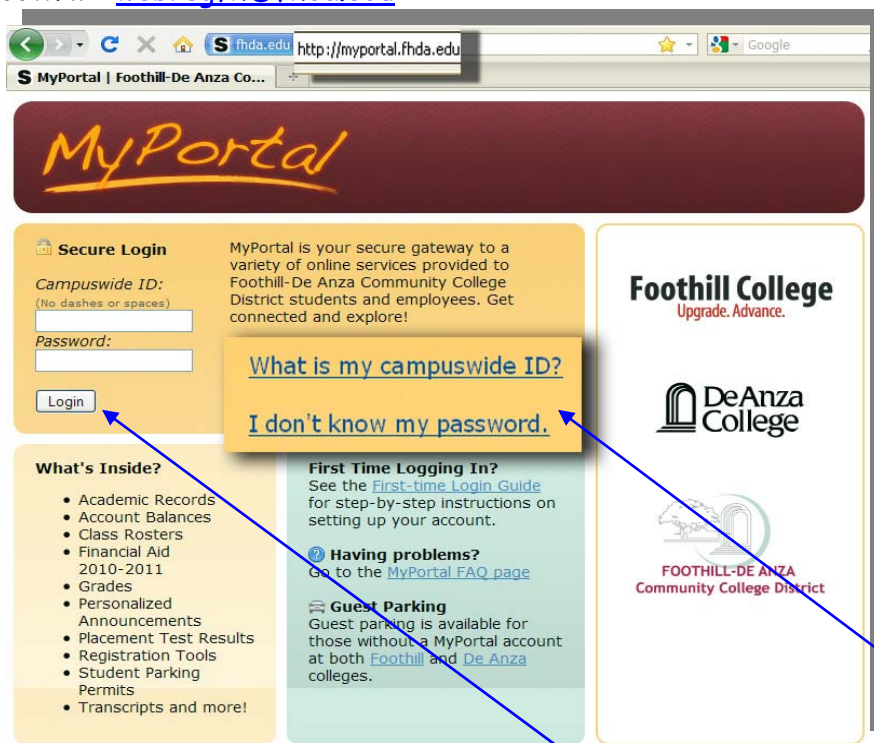 fhda.edu
http://myportal.fhda.edu
Google
S MyPortal | Foothill-De Anza Co...
MyPortal
Secure Login
Campuswide ID:
(No dashes or spaces)
Password:
Login
MyPortal is your secure gateway to a
variety of online services provided to
Foothill-De Anza Community College
District students and employees. Get
connected and explore!
What is my campuswide ID?
I don't know my password.
What's Inside?
• Academic Records
• Account Balances
• Class Rosters
• Financial Aid
2010-2011
• Grades
• Personalized
Announcements
• Placement Test Results
• Registration Tools
• Student Parking
Permits
• Transcripts and more!
First Time Logging In?
See the First-time Login Guide
for step-by-step instructions on
setting up your account.
Having problems?
Go to the MyPortal FAQ page
Guest Parking
Guest parking is available for
those without a MyPortal account
at both Foothill and De Anza
colleges.
Foothill College
Upgrade. Advance.
De Anza
College
FOOTHILL-DE ANZA
Community College District